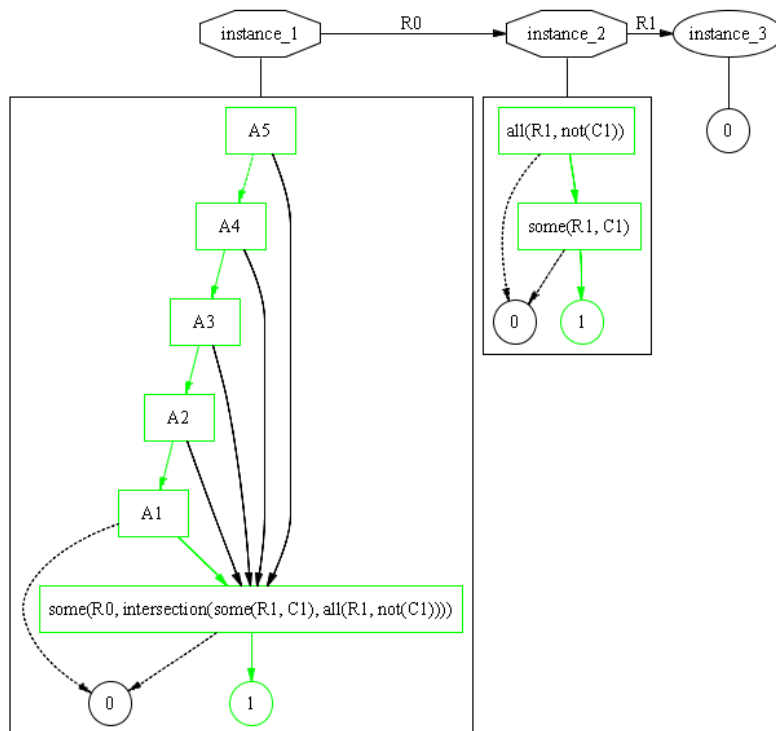 instance_1
R0
instance_2
R1
instance_3
A5
all(R1, not(C1))
0
A4
some(R1, C1)
A3
0
1
A2
A1
some(R0, intersection(some(R1, C1), all(R1, not(C1))))
0
1